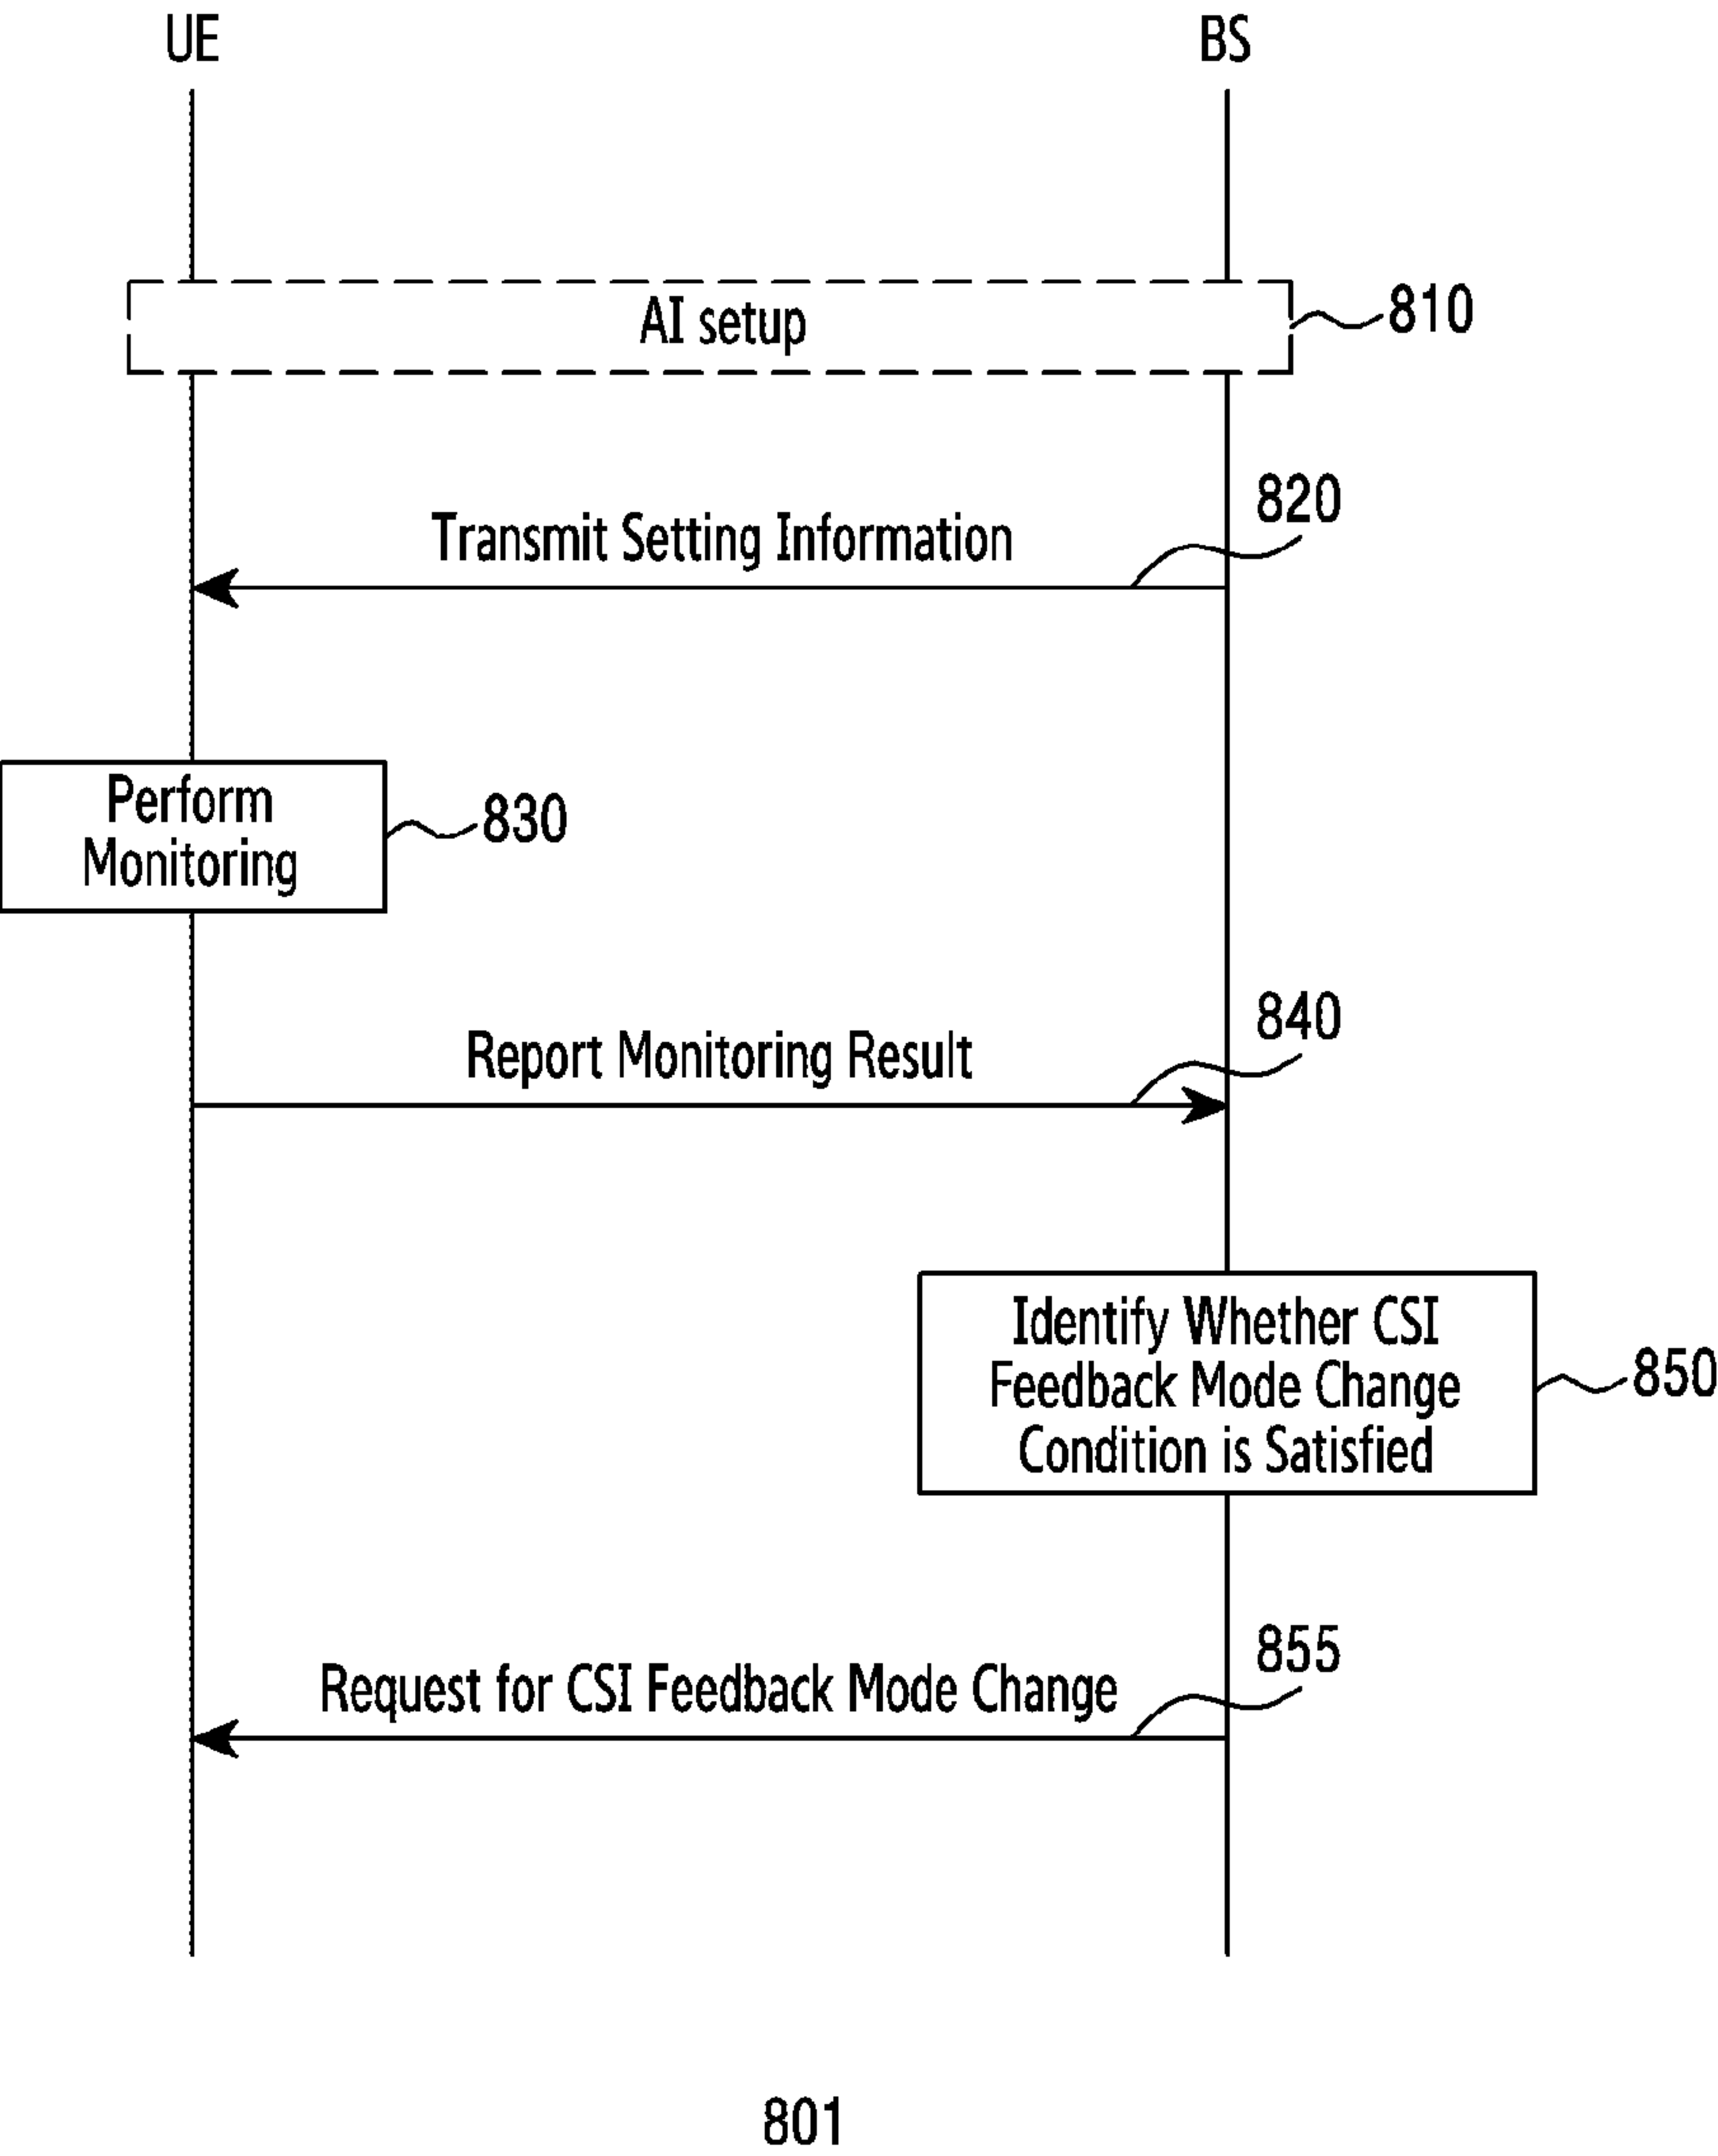 UE
BS
AI setup
810
820
Transmit Setting Information
Perform
Monitoring
830
840
Report Monitoring Result
Identify Whether CSI
Feedback Mode Change
Condition is Satisfied
850
855
Request for CSI Feedback Mode Change
801